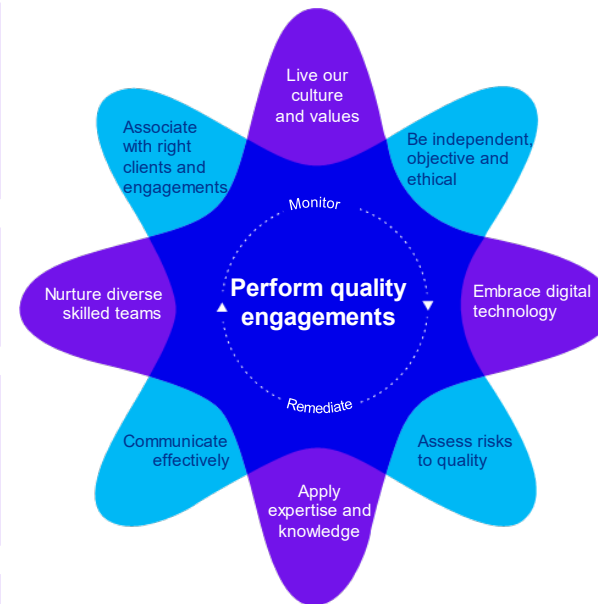 Live our
culture
and values
Associate
with right
clients and
engagements
Be independent,
objective and
ethical
Monitor
Nurture diverse
skilled teams
Perform quality
engagements
Embrace digital
technology
Remediate
Communicate
effectively
Assess risks
to quality
Apply
expertise and
knowledge